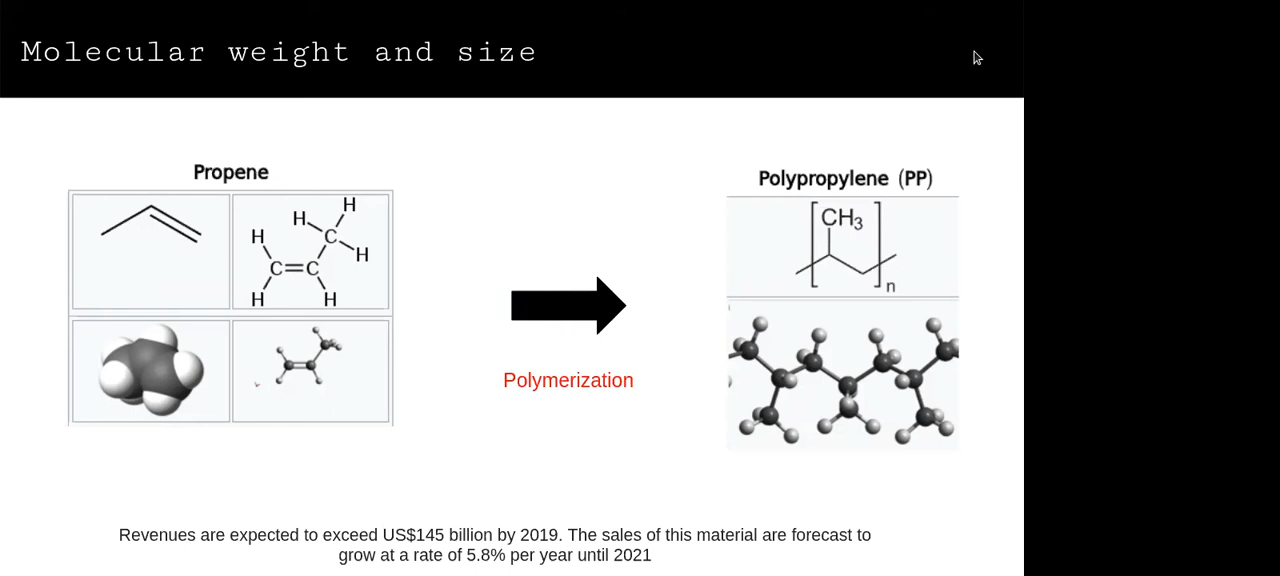 Molecular weight and size
Propene
H
H
H
C
H
C=C
H
H
Polymerization
Polypropylene (PP)
CH3
n
Revenues are expected to exceed US$145 billion by 2019. The sales of this material are forecast to
grow at a rate of 5.8% per year until 2021